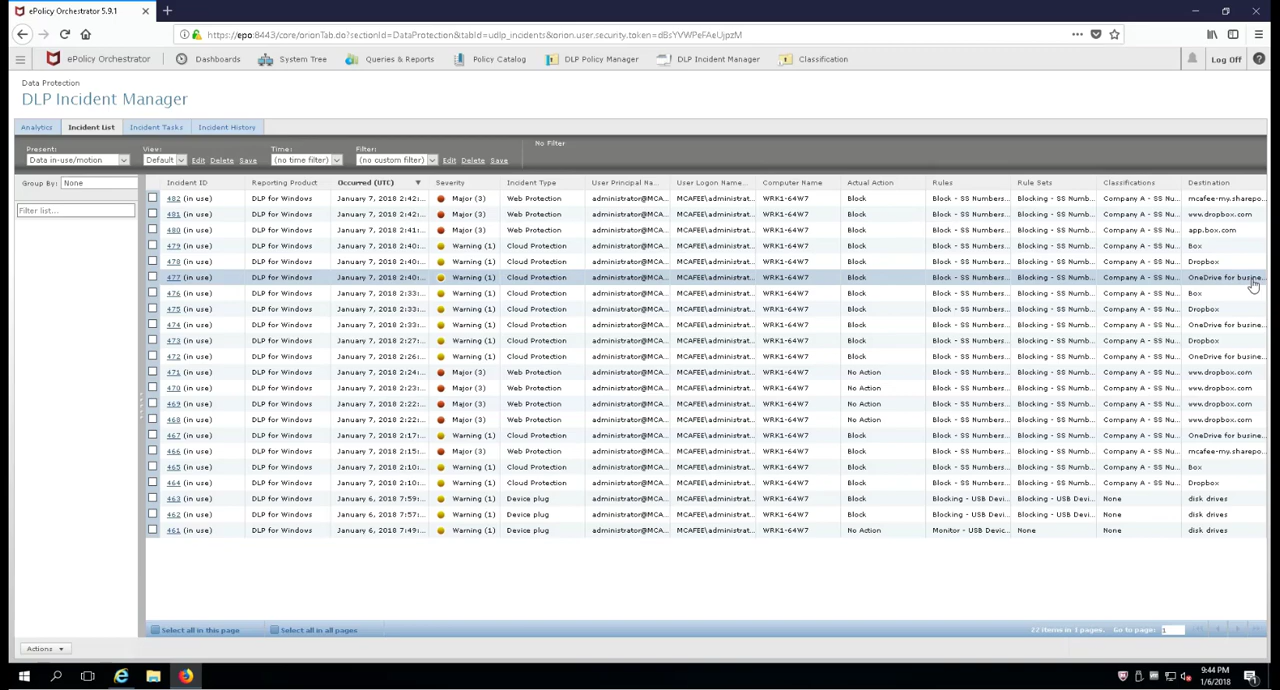 ePolicy Orchestrator 5.9.1
https://epo:8443/core/orionTab.do?sectionId=DataProtection&tabId=udlp_incidents&orion.user.security.token=dBsYVWPeFAeUjpzM
ePolicy Orchestrator Dashboards System Tree Queries & Reports Policy Catalog DLP Policy Manager DLP Incident Manager Classification Log Off
Data Protection
DLP Incident Manager
Analytics Incident List Incident Tasks Incident History
Present: View: Time: Filter: No Filter
Data in-use/motion Default Edit Delete Save (no time filter) (no custom filter) Edit Delete Save
Group By: None Incident ID Reporting Product Occurred (UTC) Severity Incident Type User Principal Na... User Logon Name... Computer Name Actual Action Rules Rule Sets Classifications Destination
Filter list...
482 (in use) DLP for Windows January 7, 2018 2:42:... Major (3) Web Protection administrator@MCA... MCAFEE\administrat... WRK1-64W7 Block Block - SS Numbers... Blocking - SS Numb... Company A - SS Nu... mcafee-my.sharepo...
481 (in use) DLP for Windows January 7, 2018 2:42:... Major (3) Web Protection administrator@MCA... MCAFEE\administrat... WRK1-64W7 Block Block - SS Numbers... Blocking - SS Numb... Company A - SS Nu... www.dropbox.com
480 (in use) DLP for Windows January 7, 2018 2:41:... Major (3) Web Protection administrator@MCA... MCAFEE\administrat... WRK1-64W7 Block Block - SS Numbers... Blocking - SS Numb... Company A - SS Nu... app.box.com
479 (in use) DLP for Windows January 7, 2018 2:40:... Warning (1) Cloud Protection administrator@MCA... MCAFEE\administrat... WRK1-64W7 Block Block - SS Numbers... Blocking - SS Numb... Company A - SS Nu... Box
478 (in use) DLP for Windows January 7, 2018 2:40:... Warning (1) Cloud Protection administrator@MCA... MCAFEE\administrat... WRK1-64W7 Block Block - SS Numbers... Blocking - SS Numb... Company A - SS Nu... Dropbox
477 (in use) DLP for Windows January 7, 2018 2:40:... Warning (1) Cloud Protection administrator@MCA... MCAFEE\administrat... WRK1-64W7 Block Block - SS Numbers... Blocking - SS Numb... Company A - SS Nu... OneDrive for busine...
476 (in use) DLP for Windows January 7, 2018 2:33:... Warning (1) Cloud Protection administrator@MCA... MCAFEE\administrat... WRK1-64W7 Block Block - SS Numbers... Blocking - SS Numb... Company A - SS Nu... Box
475 (in use) DLP for Windows January 7, 2018 2:33:... Warning (1) Cloud Protection administrator@MCA... MCAFEE\administrat... WRK1-64W7 Block Block - SS Numbers... Blocking - SS Numb... Company A - SS Nu... Dropbox
474 (in use) DLP for Windows January 7, 2018 2:33:... Warning (1) Cloud Protection administrator@MCA... MCAFEE\administrat... WRK1-64W7 Block Block - SS Numbers... Blocking - SS Numb... Company A - SS Nu... OneDrive for busine...
473 (in use) DLP for Windows January 7, 2018 2:27:... Warning (1) Cloud Protection administrator@MCA... MCAFEE\administrat... WRK1-64W7 Block Block - SS Numbers... Blocking - SS Numb... Company A - SS Nu... Dropbox
472 (in use) DLP for Windows January 7, 2018 2:26:... Warning (1) Cloud Protection administrator@MCA... MCAFEE\administrat... WRK1-64W7 Block Block - SS Numbers... Blocking - SS Numb... Company A - SS Nu... OneDrive for busine...
471 (in use) DLP for Windows January 7, 2018 2:24:... Major (3) Web Protection administrator@MCA... MCAFEE\administrat... WRK1-64W7 No Action Block - SS Numbers... Blocking - SS Numb... Company A - SS Nu... www.dropbox.com
470 (in use) DLP for Windows January 7, 2018 2:22:... Major (3) Web Protection administrator@MCA... MCAFEE\administrat... WRK1-64W7 No Action Block - SS Numbers... Blocking - SS Numb... Company A - SS Nu... www.dropbox.com
469 (in use) DLP for Windows January 7, 2018 2:22:... Major (3) Web Protection administrator@MCA... MCAFEE\administrat... WRK1-64W7 No Action Block - SS Numbers... Blocking - SS Numb... Company A - SS Nu... www.dropbox.com
468 (in use) DLP for Windows January 7, 2018 2:22:... Major (3) Web Protection administrator@MCA... MCAFEE\administrat... WRK1-64W7 No Action Block - SS Numbers... Blocking - SS Numb... Company A - SS Nu... www.dropbox.com
467 (in use) DLP for Windows January 7, 2018 2:17:... Warning (1) Cloud Protection administrator@MCA... MCAFEE\administrat... WRK1-64W7 Block Block - SS Numbers... Blocking - SS Numb... Company A - SS Nu... OneDrive for busine...
466 (in use) DLP for Windows January 7, 2018 2:15:... Major (3) Web Protection administrator@MCA... MCAFEE\administrat... WRK1-64W7 Block Block - SS Numbers... Blocking - SS Numb... Company A - SS Nu... mcafee-my.sharepo...
465 (in use) DLP for Windows January 7, 2018 2:10:... Warning (1) Cloud Protection administrator@MCA... MCAFEE\administrat... WRK1-64W7 Block Block - SS Numbers... Blocking - SS Numb... Company A - SS Nu... Box
464 (in use) DLP for Windows January 7, 2018 2:10:... Warning (1) Cloud Protection administrator@MCA... MCAFEE\administrat... WRK1-64W7 Block Block - SS Numbers... Blocking - SS Numb... Company A - SS Nu... Dropbox
463 (in use) DLP for Windows January 6, 2018 7:59:... Warning (1) Device plug administrator@MCA... MCAFEE\administrat... WRK1-64W7 Block Blocking - USB Devi... Blocking - USB Devi... None disk drives
462 (in use) DLP for Windows January 6, 2018 7:57:... Warning (1) Device plug administrator@MCA... MCAFEE\administrat... WRK1-64W7 Block Blocking - USB Devi... Blocking - USB Devi... None disk drives
461 (in use) DLP for Windows January 6, 2018 7:49:... Warning (1) Device plug administrator@MCA... MCAFEE\administrat... WRK1-64W7 No Action Monitor - USB Devic... None None disk drives
Select all in this page Select all in all pages 22 items in 1 pages. Go to page: 1
Actions
9:44 PM
1/6/2018